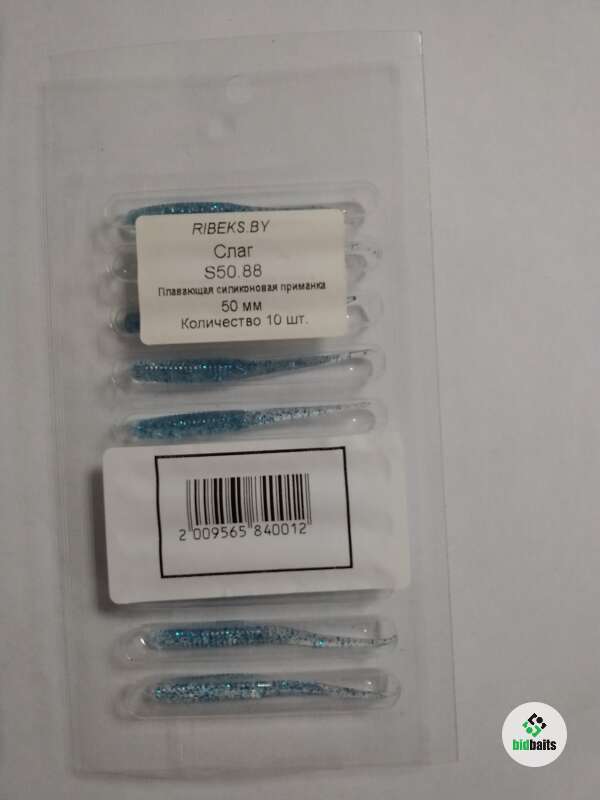 RIBEKS.BY
Слаг
S50.88
Плавающая силиконовая приманка
50 мм
Количество 10 шт.
2 009565 840012
bidbaits